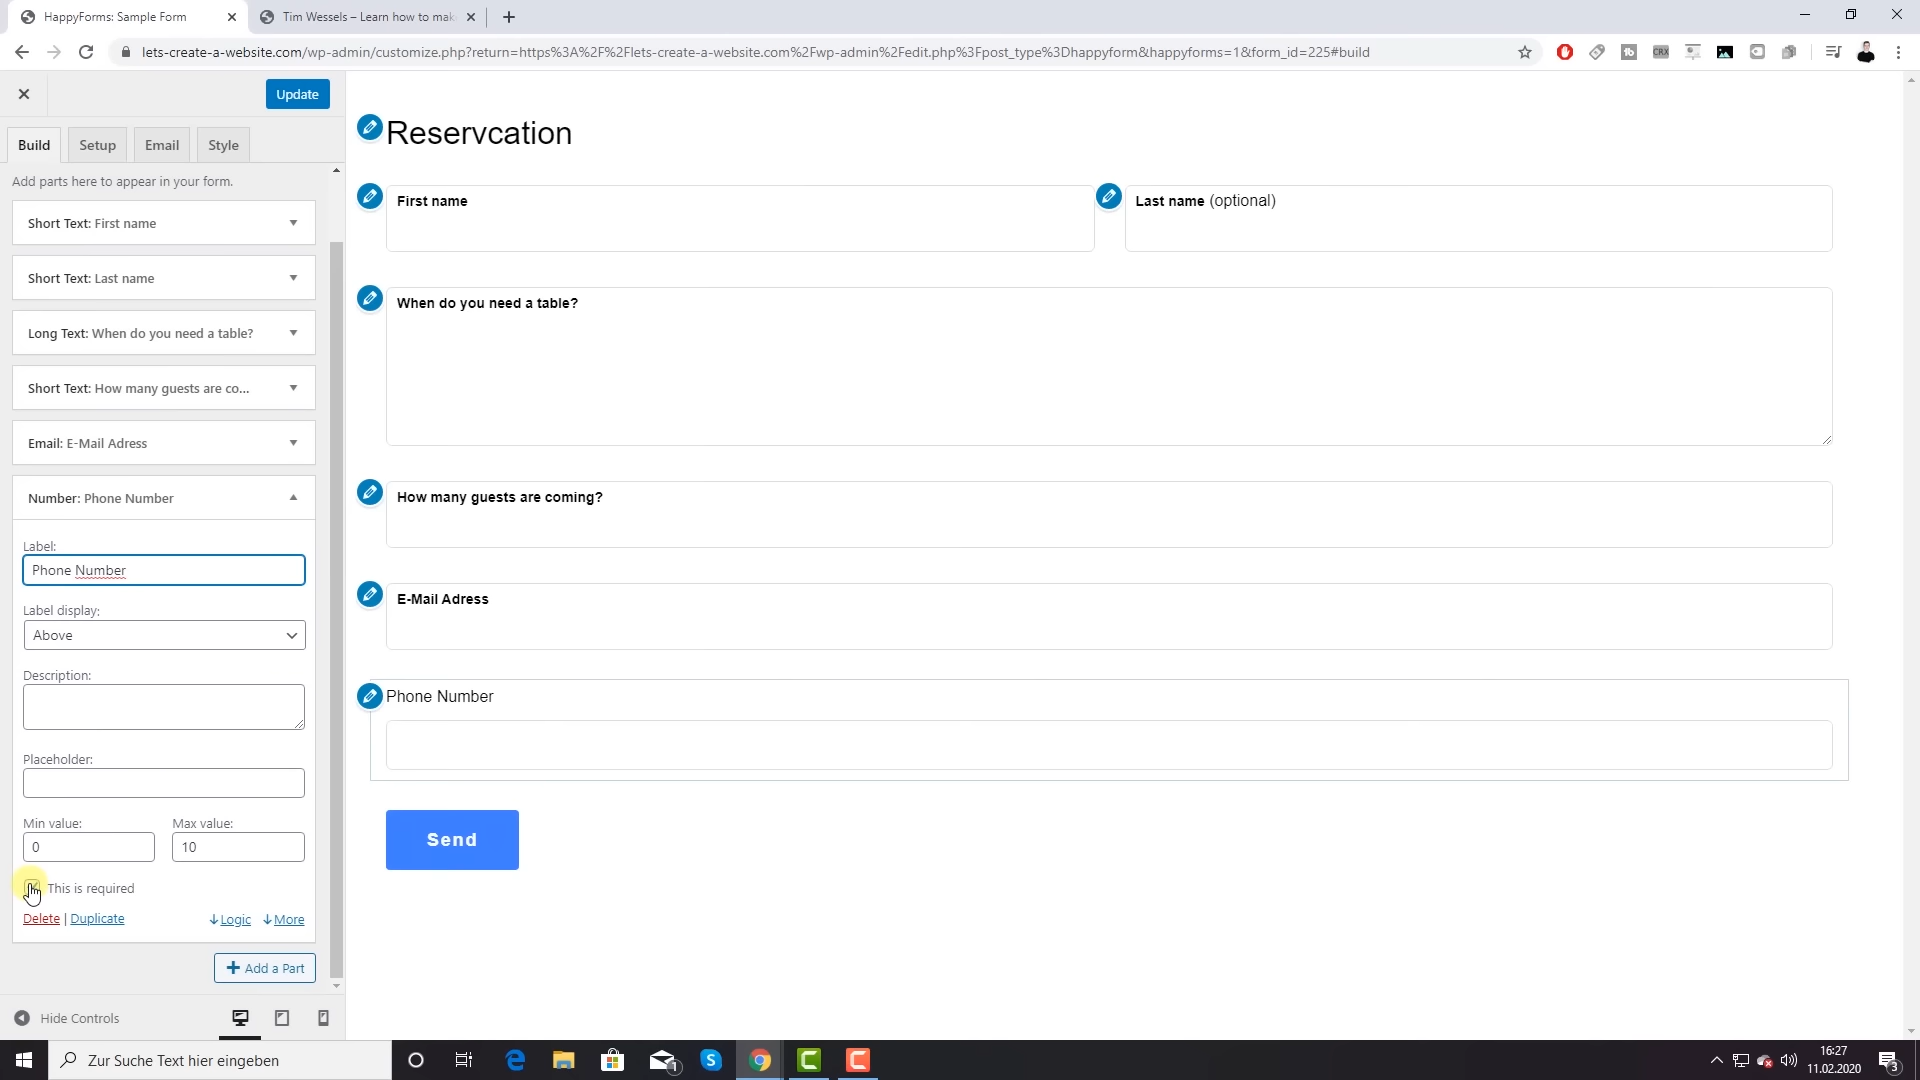 HappyForms: Sample Form
Tim Wessels – Learn how to mak
lets-create-a-website.com/wp-admin/customize.php?return=https%3A%2F%2Flets-create-a-website.com%2Fwp-admin%2Fedit.php%3Fpost_type%3Dhappyform&happyforms=1&form_id=225#build
Update
Build
Setup
Email
Style
Add parts here to appear in your form.
Short Text: First name
Short Text: Last name
Long Text: When do you need a table?
Short Text: How many guests are co...
Email: E-Mail Adress
Number: Phone Number
Label:
Phone Number
Label display:
Above
Description:
Placeholder:
Min value:
Max value:
0
10
This is required
Delete | Duplicate
Logic
More
Add a Part
Hide Controls
Reservcation
First name
Last name (optional)
When do you need a table?
How many guests are coming?
E-Mail Adress
Phone Number
Send
Zur Suche Text hier eingeben
1
16:27
11.02.2020
3